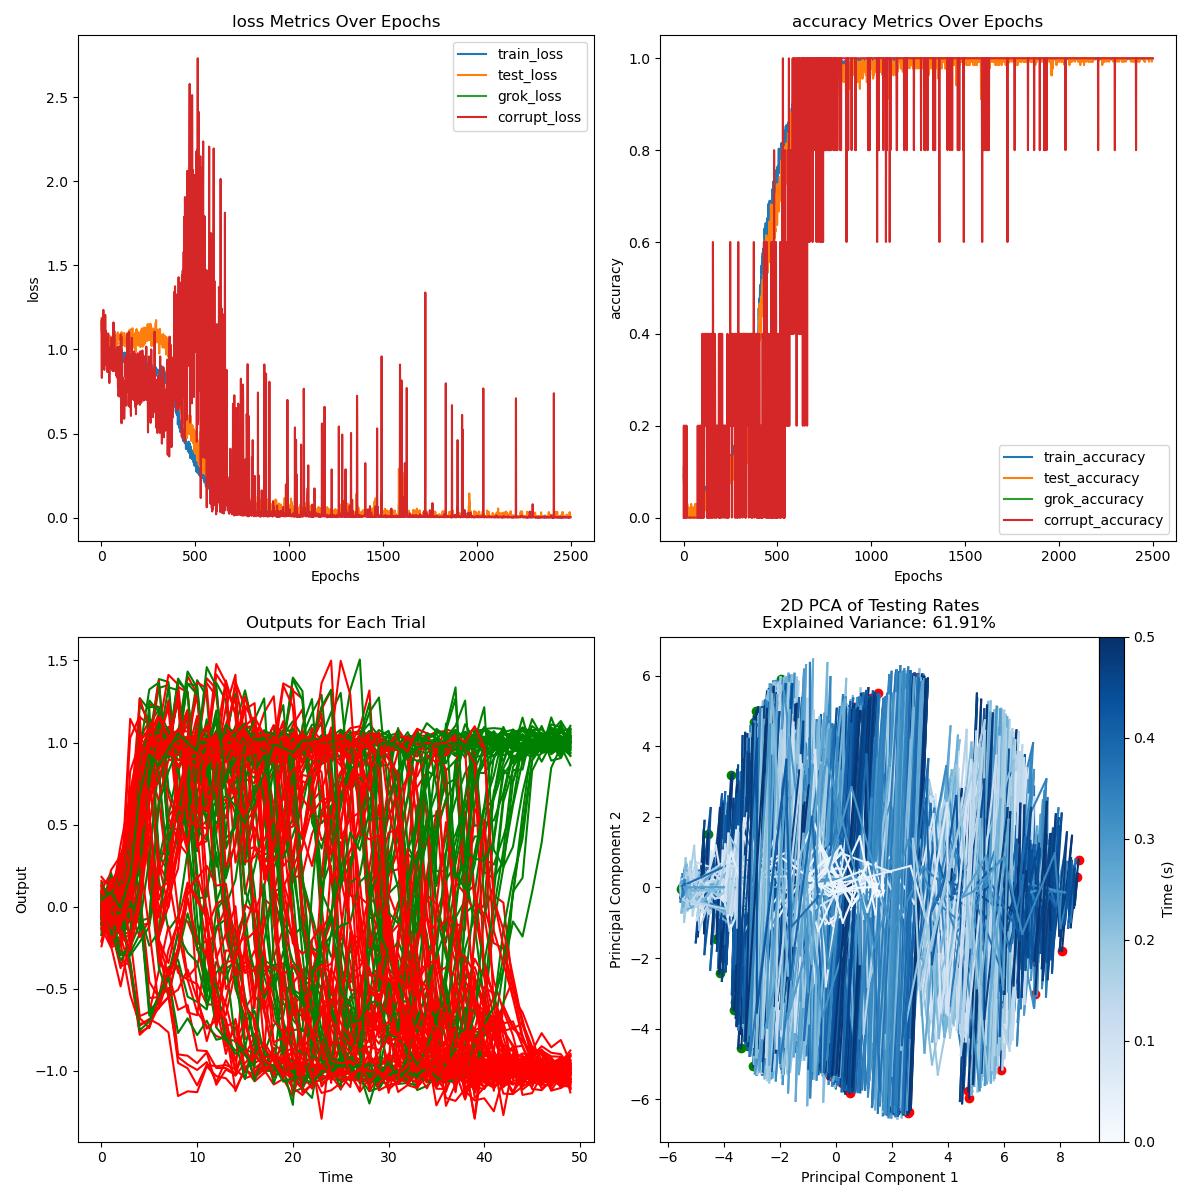 loss Metrics Over Epochs
loss
2.5
2.0
1.5
1.0
0.5
0.0
0 500 1000 1500 2000 2500
Epochs
train_loss
test_loss
grok_loss
corrupt_loss
accuracy Metrics Over Epochs
accuracy
1.0
0.8
0.6
0.4
0.2
0.0
0 500 1000 1500 2000 2500
Epochs
train_accuracy
test_accuracy
grok_accuracy
corrupt_accuracy
Outputs for Each Trial
Output
1.5
1.0
0.5
0.0
−0.5
−1.0
0 10 20 30 40 50
Time
2D PCA of Testing Rates
Explained Variance: 61.91%
Principal Component 2
6
4
2
0
−2
−4
−6
−6 −4 −2 0 2 4 6 8
Principal Component 1
0.5
0.4
0.3
0.2
0.1
0.0
Time (s)